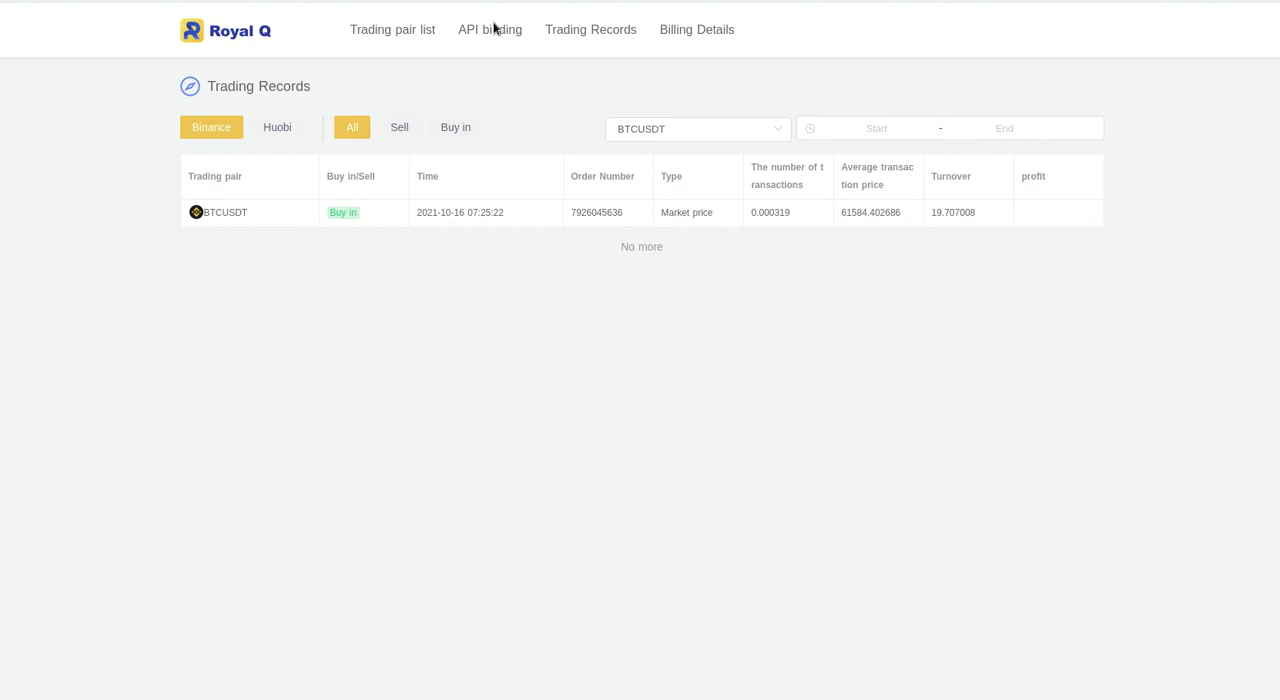 Royal Q
Trading pair list
API binding
Trading Records
Billing Details
Trading Records
Binance
Huobi
All
Sell
Buy in
BTCUSDT
Start
-
End
Trading pair
Buy in/Sell
Time
Order Number
Type
The number of t
ransactions
Average transac
tion price
Turnover
profit
BTCUSDT
Buy in
2021-10-16 07:25:22
7926045636
Market price
0.000319
61584.402686
19.707008
No more